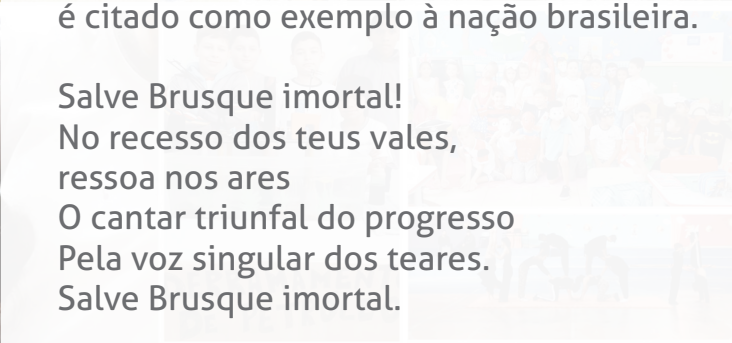 é citado como exemplo à nação brasileira.
Salve Brusque imortal!
No recesso dos teus vales,
ressoa nos ares
O cantar triunfal do progresso
Pela voz singular dos teares.
Salve Brusque imortal.